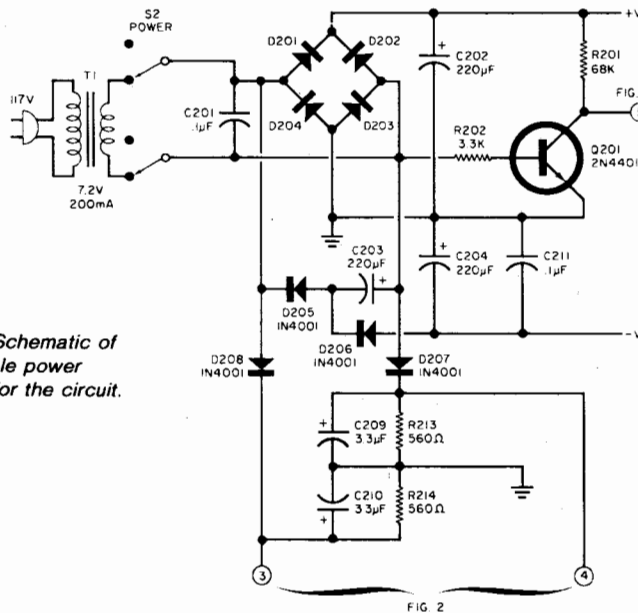 S2
POWER
117V
T1
7.2V
200mA
C201
.1µF
D201
D202
D204
D203
C202
220µF
+V
R201
68K
FIG.
R202
3.3K
Q201
2N4401
C203
220µF
C204
220µF
C211
.1µF
D205
1N4001
D206
1N4001
-V
D208
1N4001
D207
1N4001
Schematic of
le power
or the circuit.
C209
3.3µF
R213
560Ω
C210
3.3µF
R214
560Ω
3
4
FIG. 2